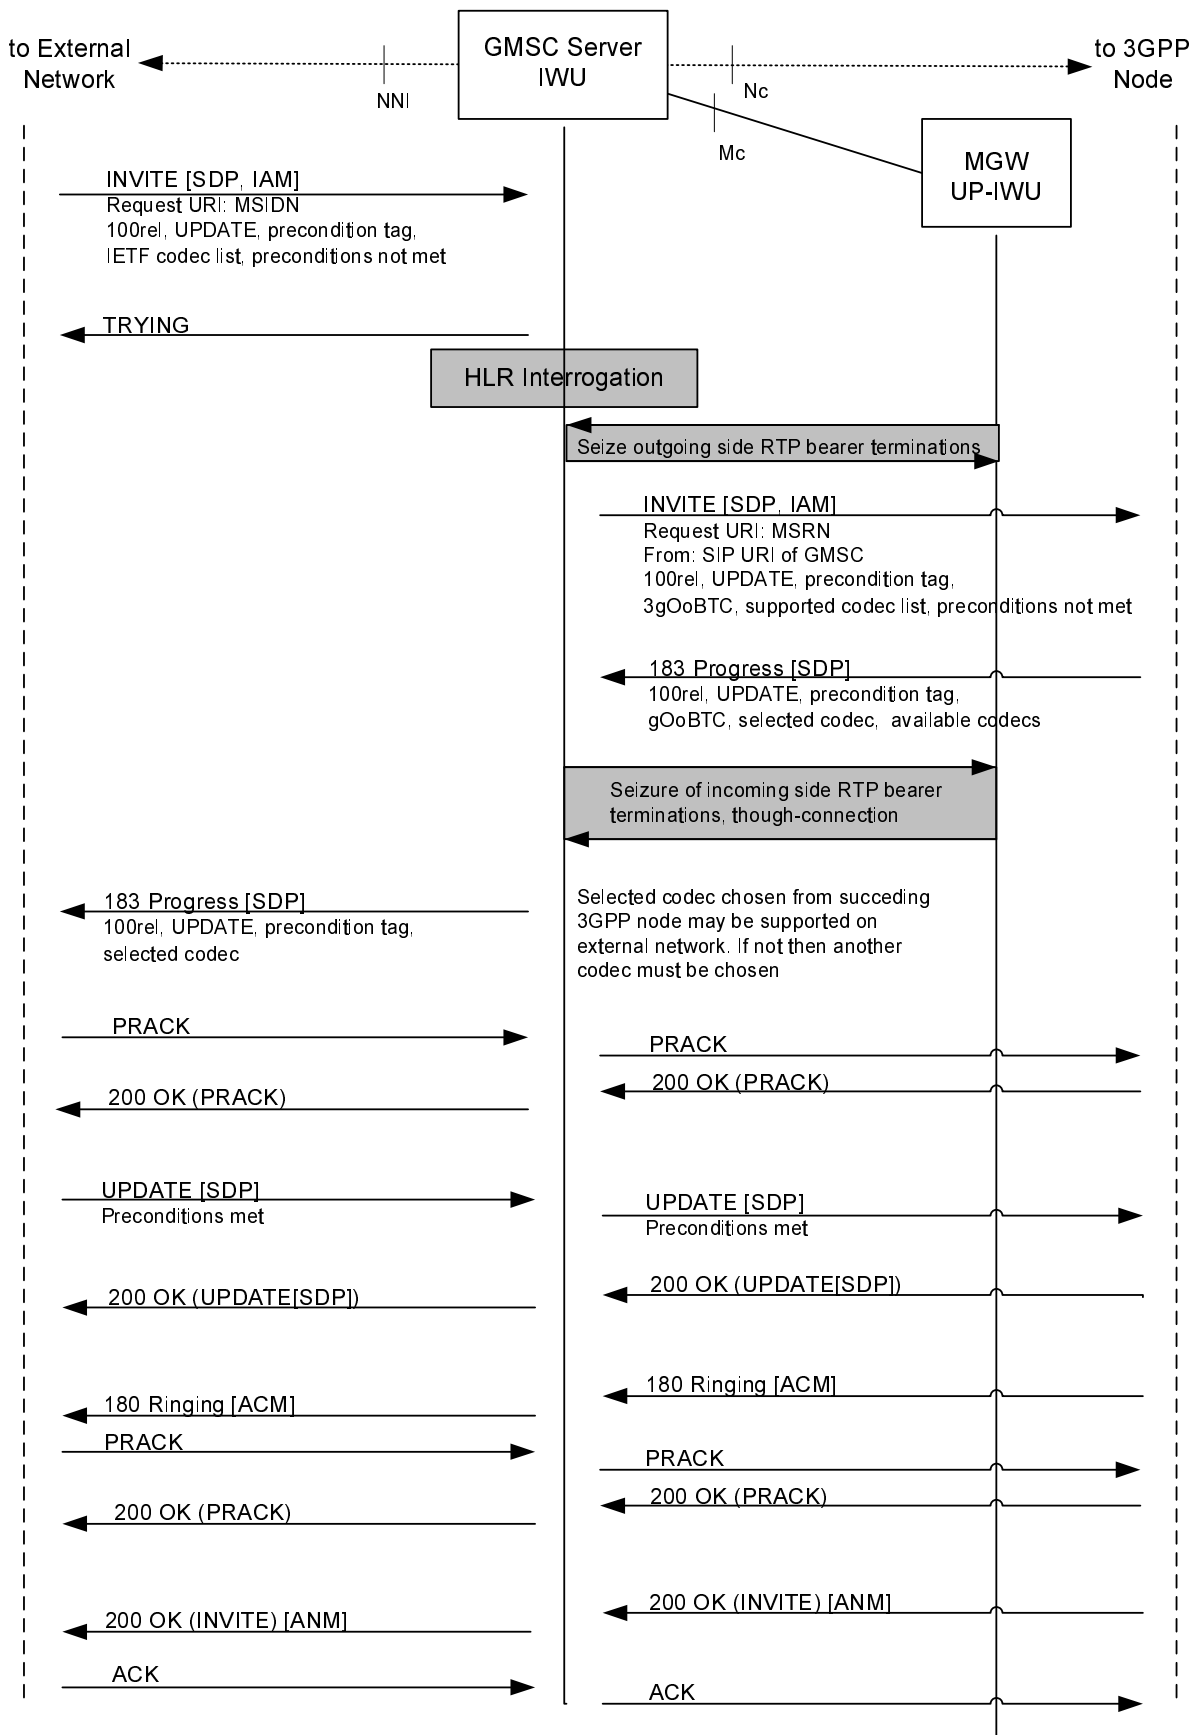 to External
Network
GMSC Server
IWU
to 3GPP
Node
NNI
Nc
Mc
MGW
UP-IWU
INVITE [SDP, IAM]
Request URI: MSIDN
100rel, UPDATE, precondition tag,
IETF codec list, preconditions not met
TRYING
HLR Interrogation
Seize outgoing side RTP bearer terminations
INVITE [SDP, IAM]
Request URI: MSRN
From: SIP URI of GMSC
100rel, UPDATE, precondition tag,
3gOoBTC, supported codec list, preconditions not met
183 Progress [SDP]
100rel, UPDATE, precondition tag,
gOoBTC, selected codec, available codecs
Seizure of incoming side RTP bearer
terminations, though-connection
183 Progress [SDP]
100rel, UPDATE, precondition tag,
selected codec
Selected codec chosen from succeding
3GPP node may be supported on
external network. If not then another
codec must be chosen
PRACK
PRACK
200 OK (PRACK)
200 OK (PRACK)
UPDATE [SDP]
Preconditions met
UPDATE [SDP]
Preconditions met
200 OK (UPDATE[SDP])
200 OK (UPDATE[SDP])
180 Ringing [ACM]
180 Ringing [ACM]
PRACK
PRACK
200 OK (PRACK)
200 OK (PRACK)
200 OK (INVITE) [ANM]
200 OK (INVITE) [ANM]
ACK
ACK